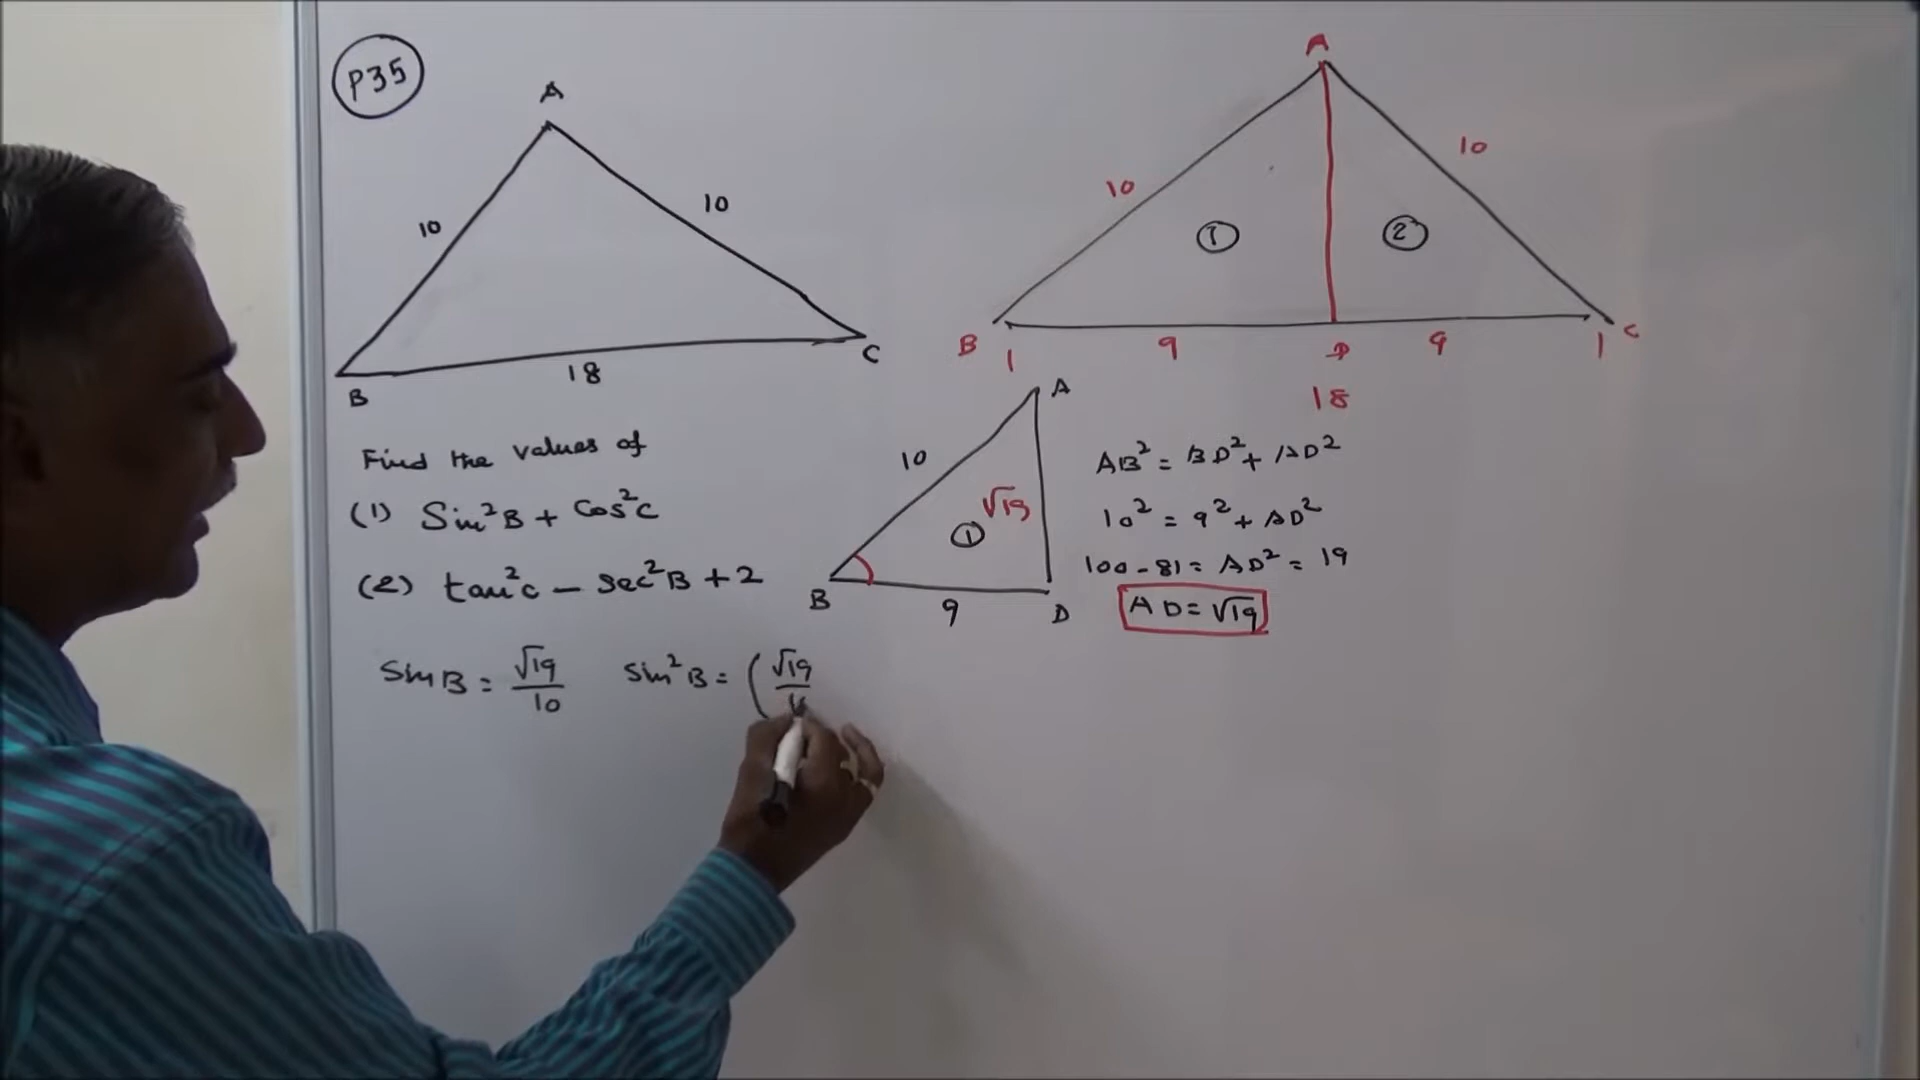 P35
A
10
10
B
18
C
Find the values of
(1) Sin²B + Cos²C
(2) tan²C - Sec²B + 2
Sin B = √19/10
Sin²B = (√19/1
A
10
10
1
2
B
9
D
9
C
18
A
10
√19
1
B
9
D
AB² = BD² + AD²
10² = 9² + AD²
100 - 81 = AD² = 19
AD = √19